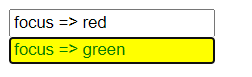 focus => red
focus => green